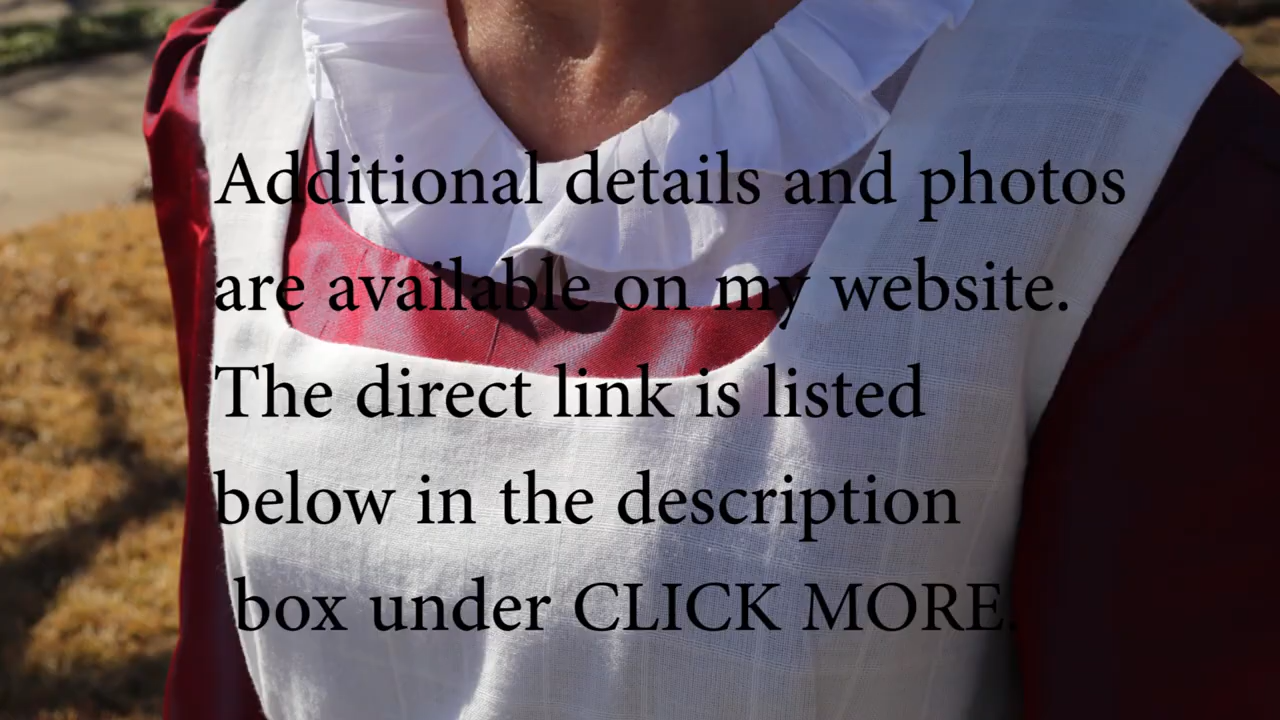 Additional details and photos
are available on my website.
The direct link is listed
below in the description
box under CLICK MORE.